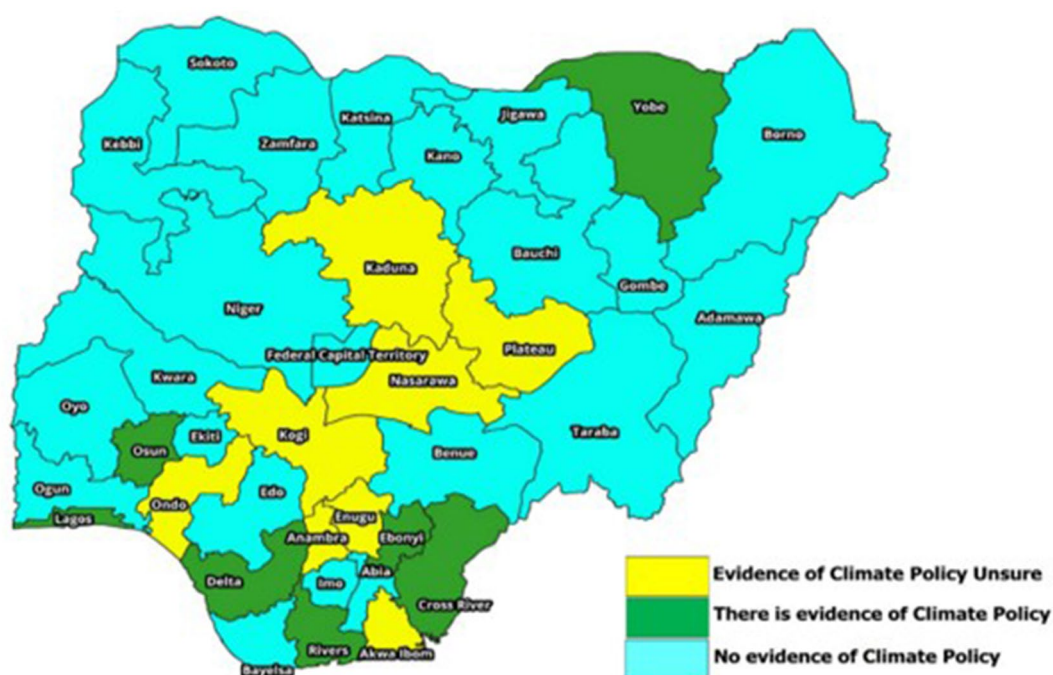 Sokoto
Yobe
Katsina
Jigawa
Borno
Kebbi
Zamfara
Kano
Bauchi
Kaduna
Gombe
Niger
Adamawa
Plateau
Federal Capital Territory
Kwara
Nasarawa
Oyo
Taraba
Kogi
Ekiti
Osun
Benue
Ogun
Edo
Ondo
Lagos
Enugu
Anambra
Ebonyi
Abia
Delta
Imo
Cross River
Rivers
Akwa Ibom
Bayelsa
Evidence of Climate Policy Unsure
There is evidence of Climate Policy
No evidence of Climate Policy